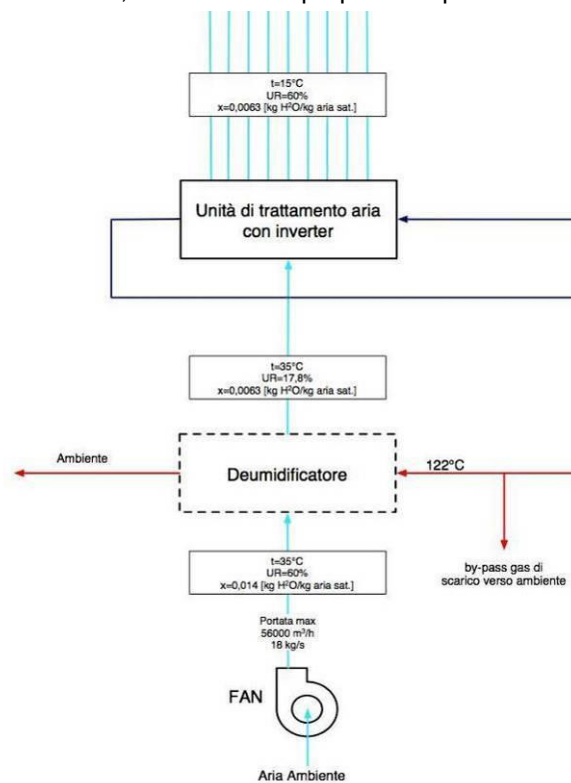 t=15°C
UR=60%
x=0,0063 [kg H²O/kg aria sat.]
Unità di trattamento aria
con inverter
t=35°C
UR=17,8%
x=0,0063 [kg H²O/kg aria sat.]
Ambiente
Deumidificatore
122°C
by-pass gas di
scarico verso ambiente
t=35°C
UR=60%
x=0,014 [kg H²O/kg aria sat.]
Portata max
56000 m³/h
18 kg/s
FAN
Aria Ambiente